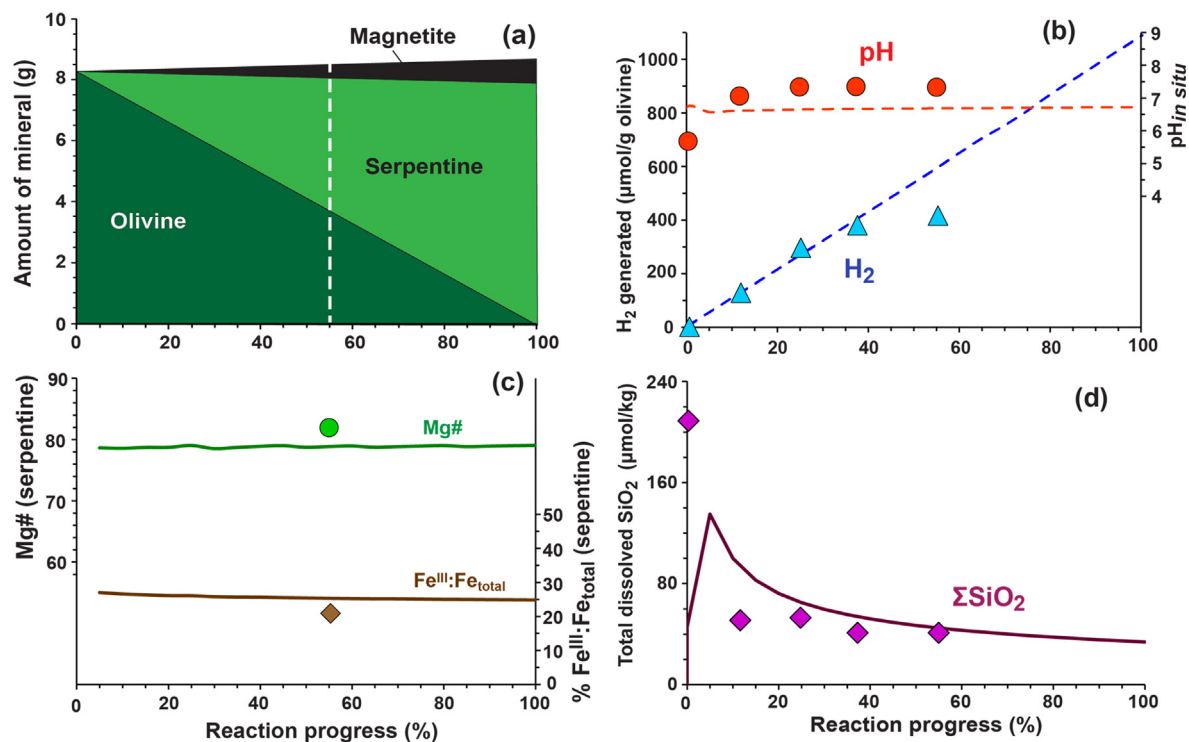 (a)
Magnetite
Serpentine
Olivine
Amount of mineral (g)
10
8
6
4
2
0
0 20 40 60 80 100
(b)
pH
H2
H2 generated (μmol/g olivine)
1000
800
600
400
200
0
pHin situ
9
8
7
6
5
4
0 20 40 60 80 100
(c)
Mg#
FeIII:Fetotal
Mg# (serpentine)
90
80
70
60
% FeIII:Fetotal (sepentine)
50
40
30
20
10
0
0 20 40 60 80 100
Reaction progress (%)
(d)
ΣSiO2
Total dissolved SiO2 (μmol/kg)
240
160
80
0
0 20 40 60 80 100
Reaction progress (%)